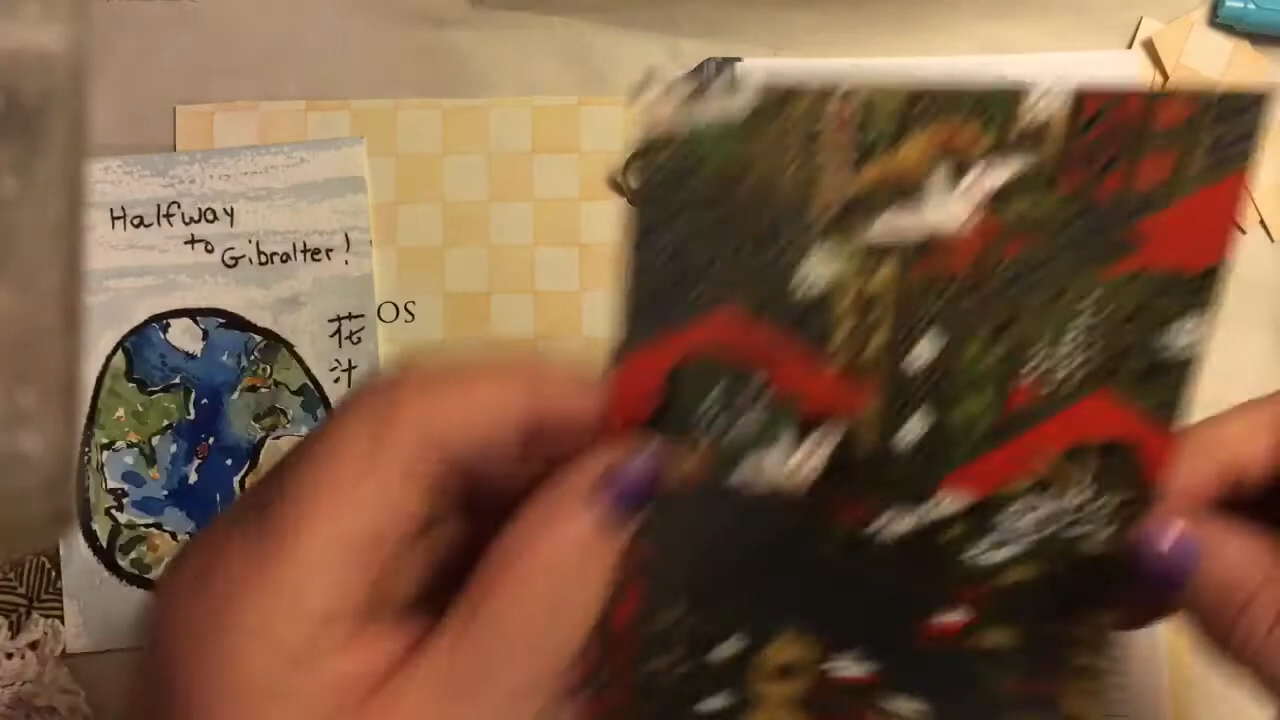 Halfway
to
Gibralter!
OS
花
汁